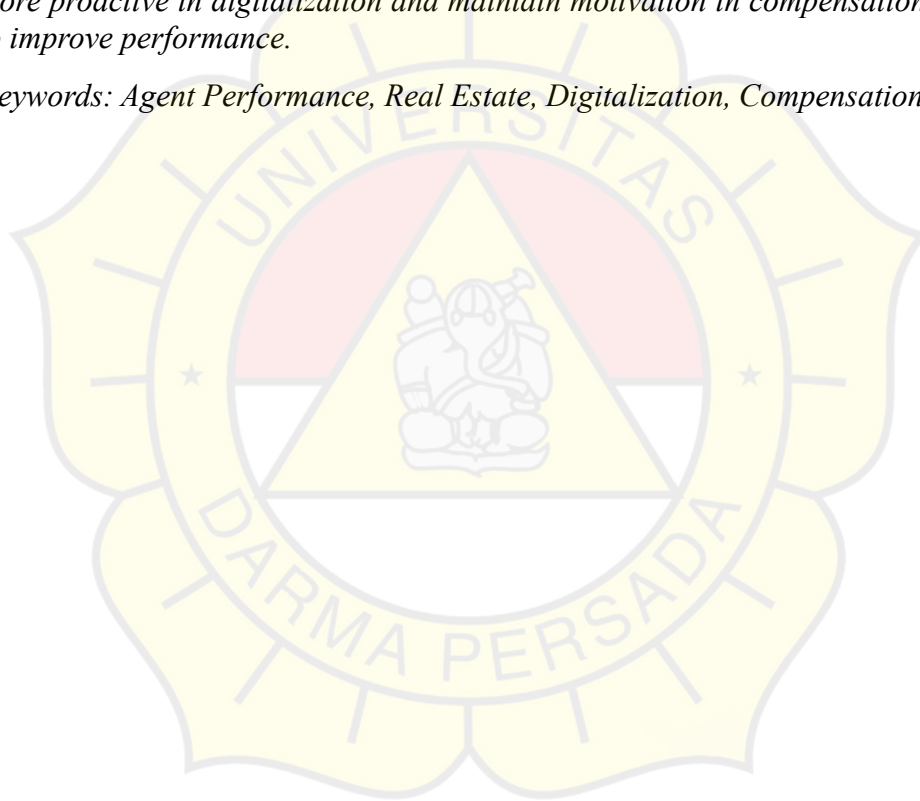 ore proactive in digitalization and maintain motivation in compensation
improve performance.
eywords: Agent Performance, Real Estate, Digitalization, Compensation
UNIVERSITAS
DARMA PERSADA